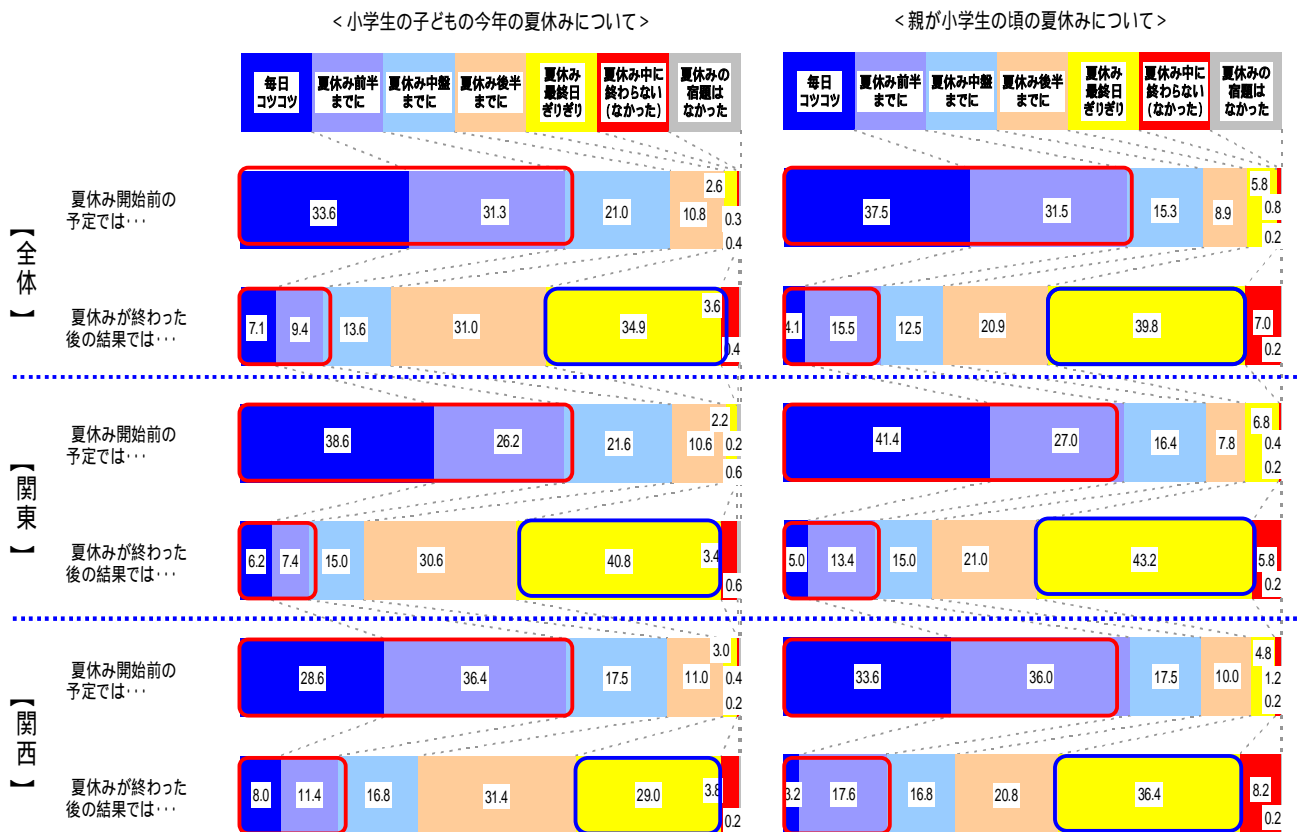 ＜小学生の子どもの今年の夏休みについて＞
＜親が小学生の頃の夏休みについて＞
毎日
コツコツ
夏休み前半
までに
夏休み中盤
までに
夏休み後半
までに
夏休み
最終日
ぎりぎり
夏休み中に
終わらない
(なかった)
夏休みの
宿題は
なかった
毎日
コツコツ
夏休み前半
までに
夏休み中盤
までに
夏休み後半
までに
夏休み
最終日
ぎりぎり
夏休み中に
終わらない
(なかった)
夏休みの
宿題は
なかった
【全体】
夏休み開始前の
予定では･･･
33.6 31.3 21.0 10.8 2.6 0.3 0.4
37.5 31.5 15.3 8.9 5.8 0.8 0.2
夏休みが終わった
後の結果では･･･
7.1 9.4 13.6 31.0 34.9 3.6 0.4
4.1 15.5 12.5 20.9 39.8 7.0 0.2
【関東】
夏休み開始前の
予定では･･･
38.6 26.2 21.6 10.6 2.2 0.2 0.6
41.4 27.0 16.4 7.8 6.8 0.4 0.2
夏休みが終わった
後の結果では･･･
6.2 7.4 15.0 30.6 40.8 3.4 0.6
5.0 13.4 15.0 21.0 43.2 5.8 0.2
【関西】
夏休み開始前の
予定では･･･
28.6 36.4 17.5 11.0 3.0 0.4 0.2
33.6 36.0 17.5 10.0 4.8 1.2 0.2
夏休みが終わった
後の結果では･･･
8.0 11.4 16.8 31.4 29.0 3.8 0.2
3.2 17.6 16.8 20.8 36.4 8.2 0.2